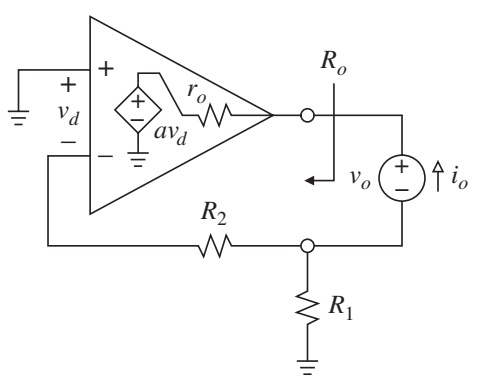 R_o
+
+
r_o
+
v_d
−
av_d
−
−
v_o
+
−
i_o
R_2
R_1